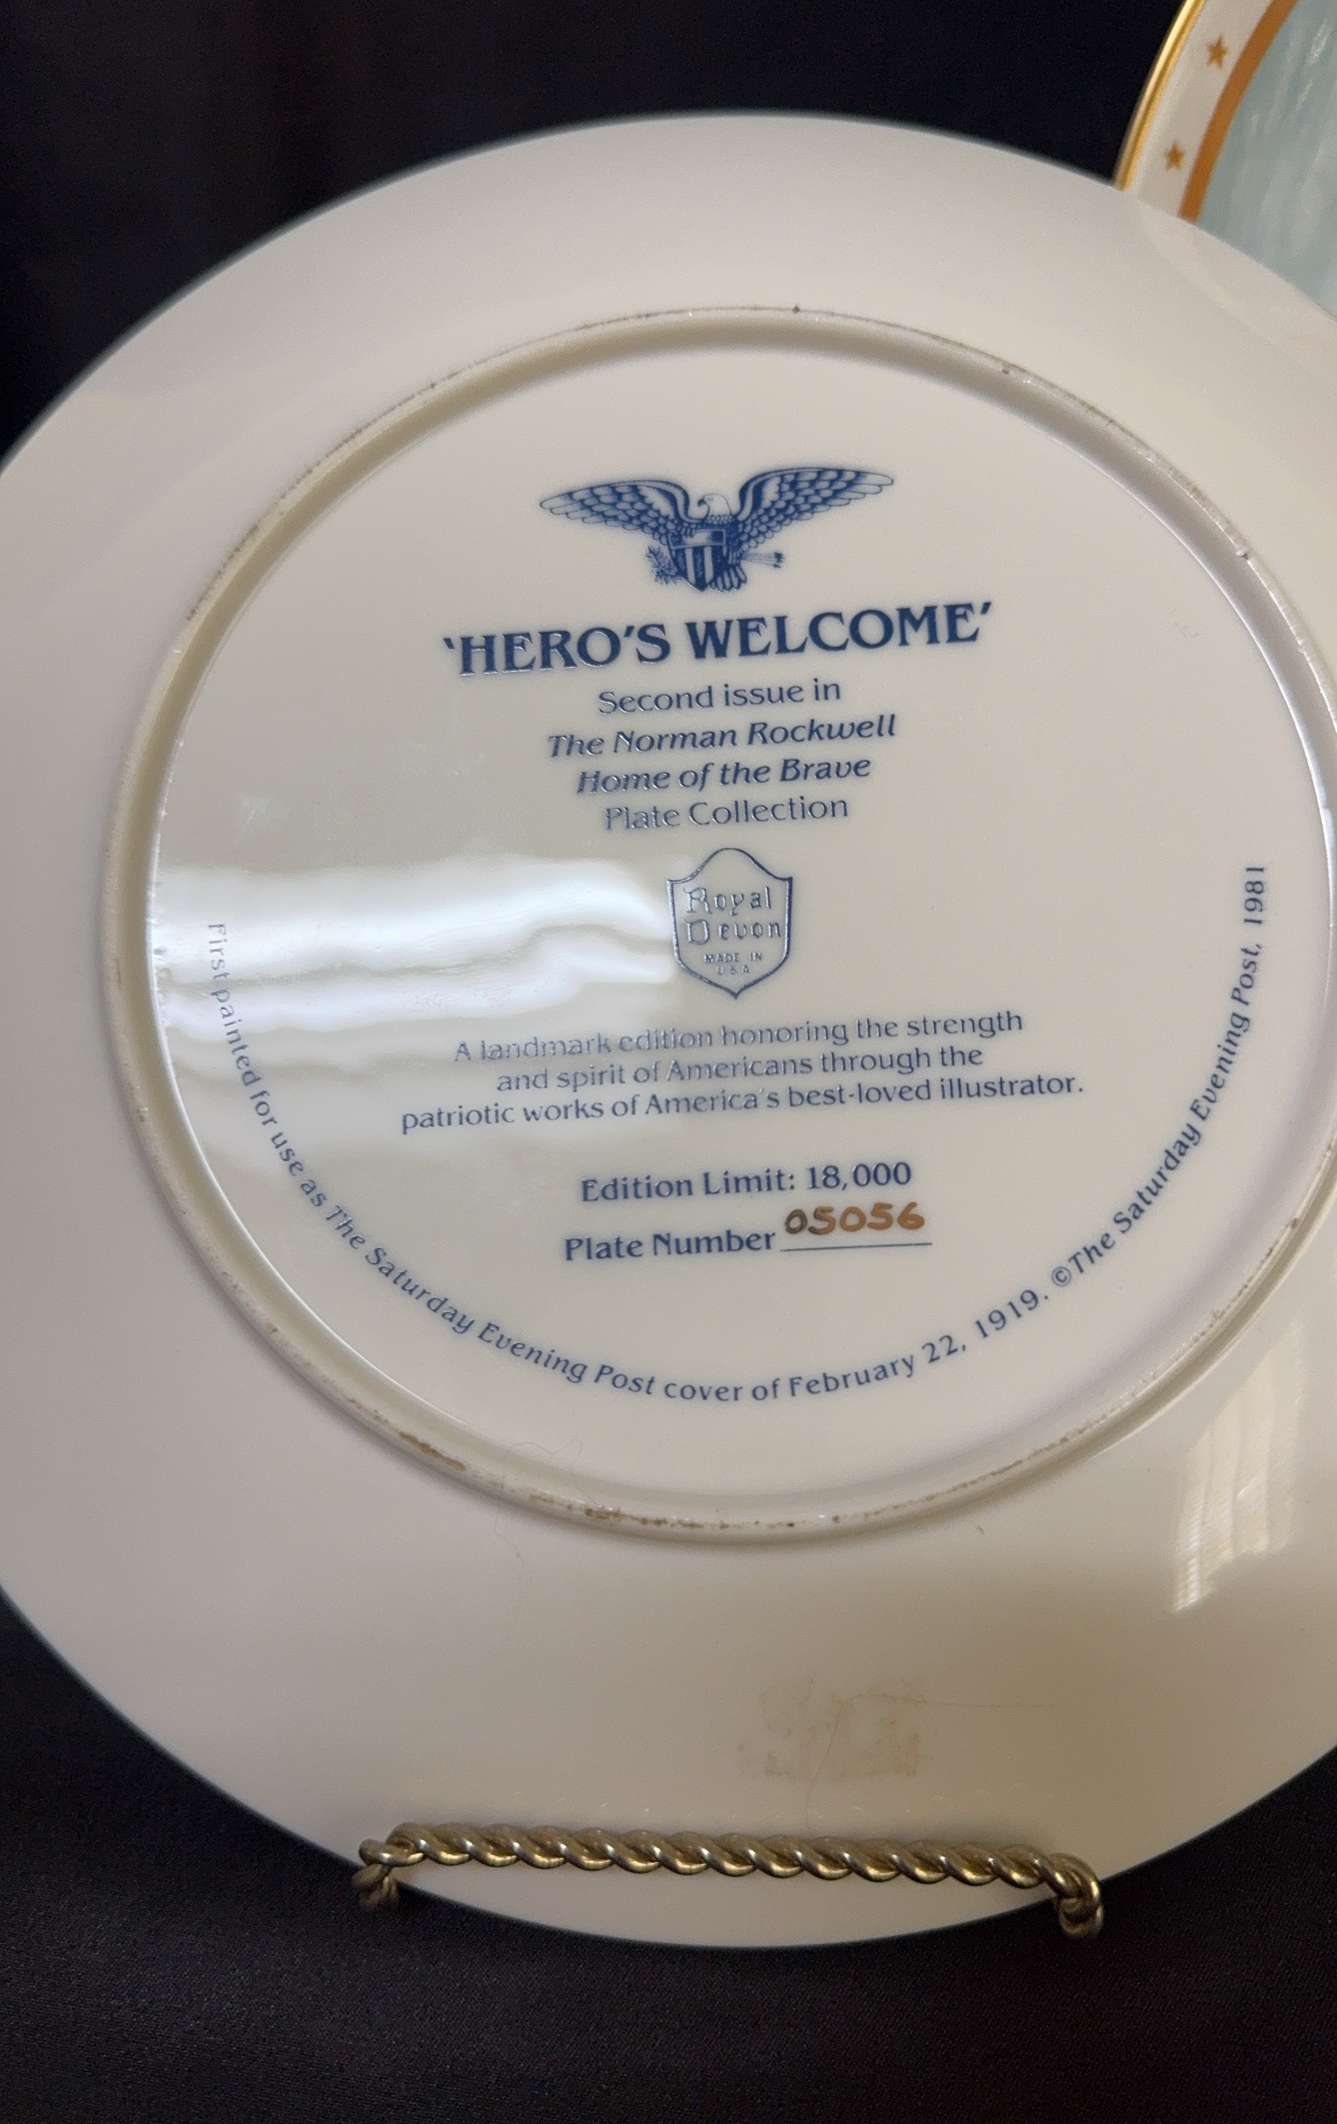 'HERO'S WELCOME'
Second issue in
The Norman Rockwell
Home of the Brave
Plate Collection
Royal
Devon
MADE IN
USA
A landmark edition honoring the strength
and spirit of Americans through the
patriotic works of America's best-loved illustrator.
Edition Limit: 18,000
Plate Number 05056
First painted for use as The Saturday Evening Post cover of February 22, 1919. ©The Saturday Evening Post, 1981